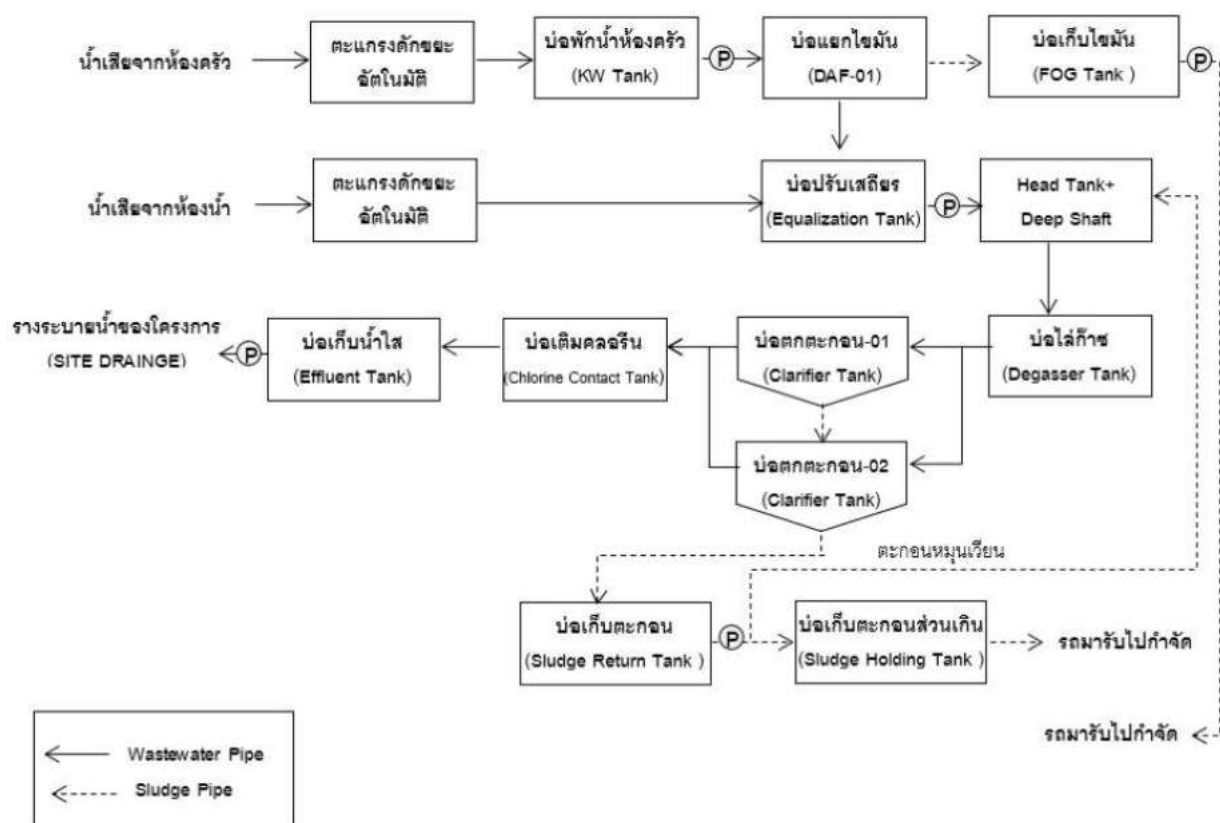 น้ำเสียจากห้องครัว
ตะแกรงดักขยะ
อัตโนมัติ
บ่อพักน้ำห้องครัว
(KW Tank)
P
บ่อแยกไขมัน
(DAF-01)
บ่อเก็บไขมัน
(FOG Tank )
P
น้ำเสียจากห้องน้ำ
ตะแกรงดักขยะ
อัตโนมัติ
บ่อปรับเสถียร
(Equalization Tank)
P
Head Tank+
Deep Shaft
รางระบายน้ำของโครงการ
(SITE DRAINGE)
P
บ่อเก็บน้ำใส
(Effluent Tank)
บ่อเติมคลอรีน
(Chlorine Contact Tank)
บ่อตกตะกอน-01
(Clarifier Tank)
บ่อไล่ก๊าซ
(Degasser Tank)
บ่อตกตะกอน-02
(Clarifier Tank)
ตะกอนหมุนเวียน
บ่อเก็บตะกอน
(Sludge Return Tank )
P
บ่อเก็บตะกอนส่วนเกิน
(Sludge Holding Tank )
รถมารับไปกำจัด
รถมารับไปกำจัด
Wastewater Pipe
Sludge Pipe